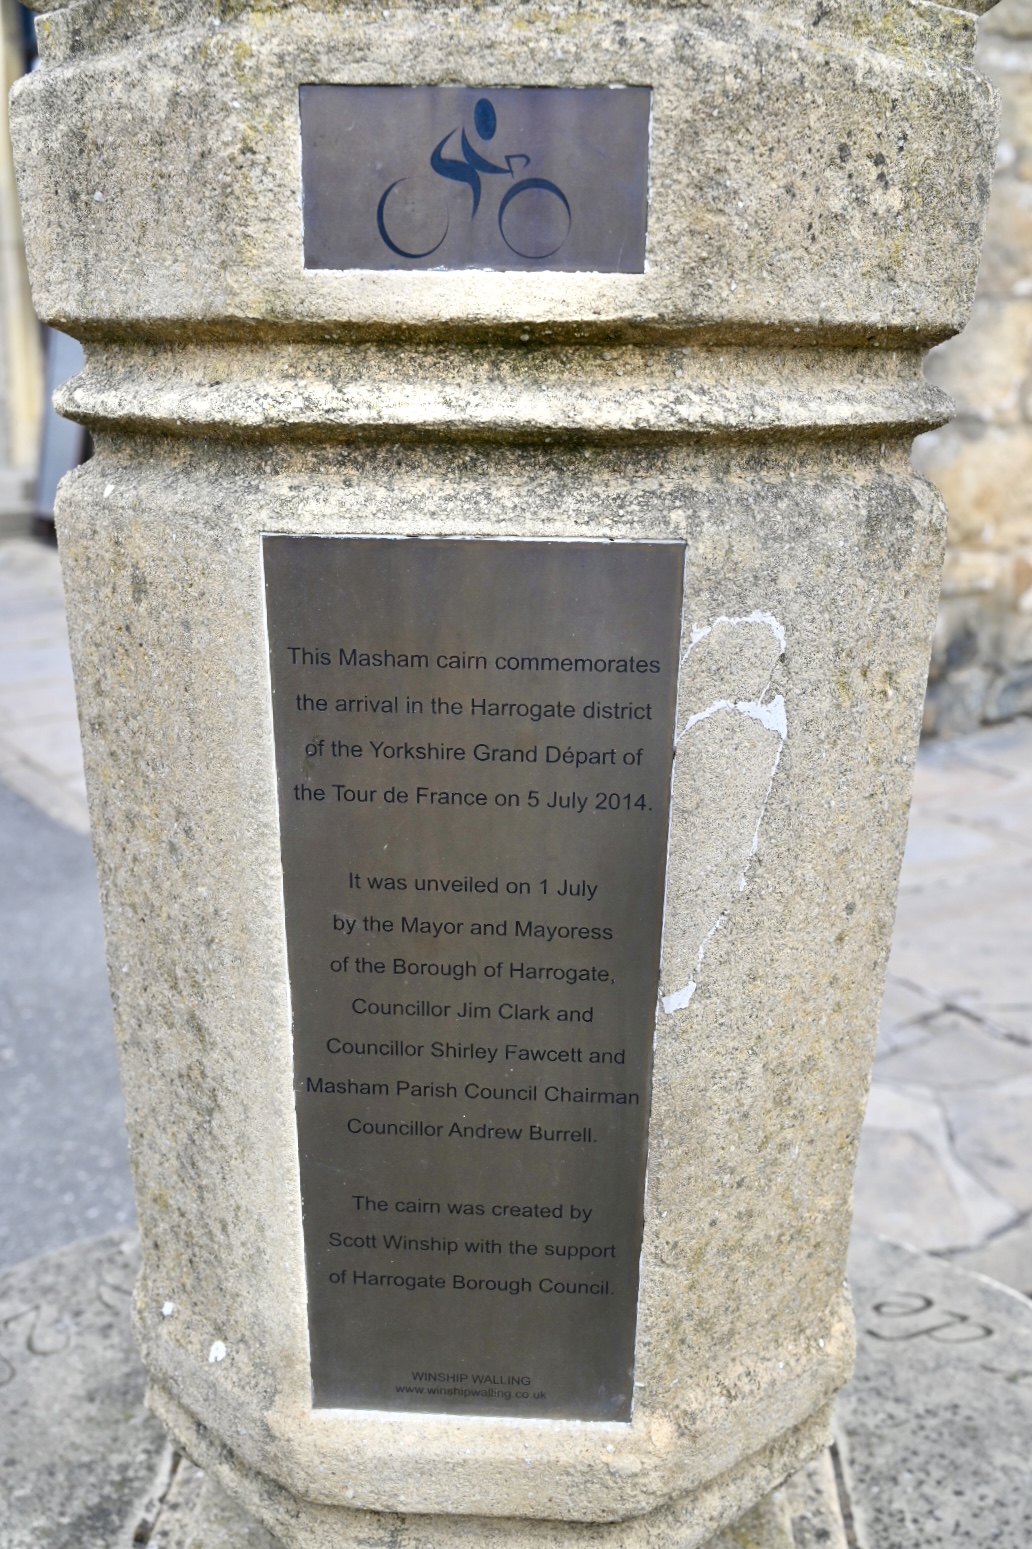 This Masham cairn commemorates
the arrival in the Harrogate district
of the Yorkshire Grand Départ of
the Tour de France on 5 July 2014.
It was unveiled on 1 July
by the Mayor and Mayoress
of the Borough of Harrogate,
Councillor Jim Clark and
Councillor Shirley Fawcett and
Masham Parish Council Chairman
Councillor Andrew Burrell.
The cairn was created by
Scott Winship with the support
of Harrogate Borough Council.
WINSHIP WALLING
www.winshipwalling.co.uk